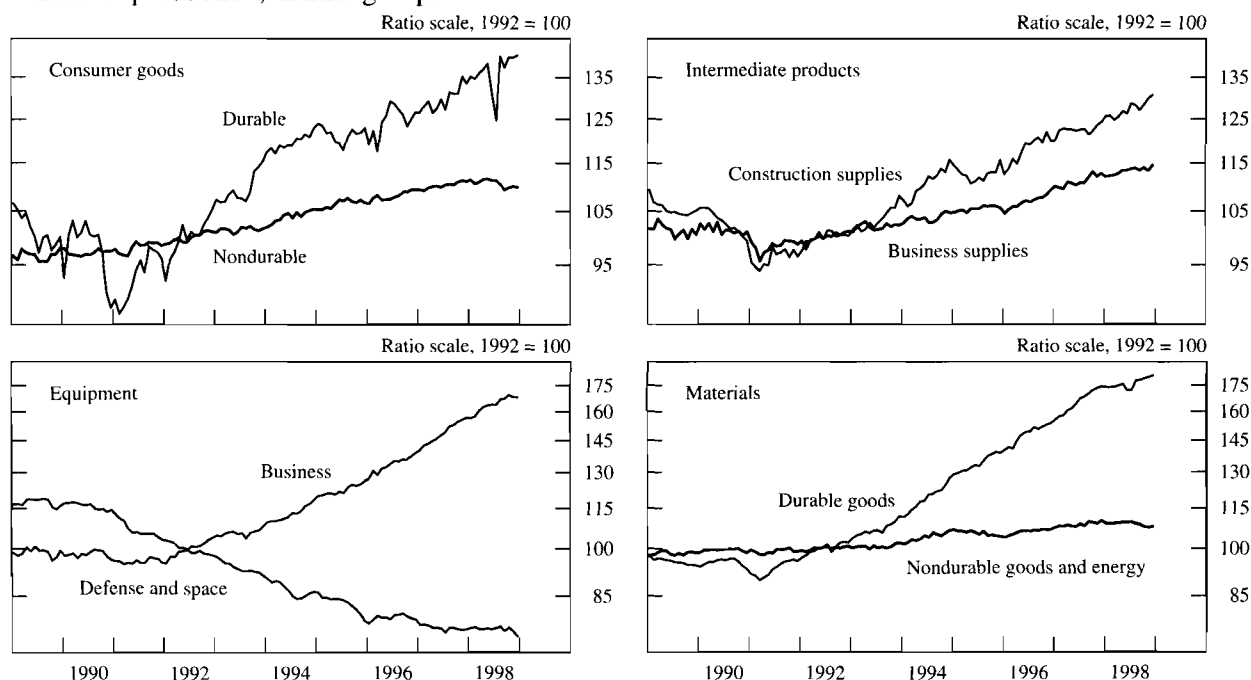 Ratio scale, 1992 = 100
Consumer goods
Durable
Nondurable
135
125
115
105
95
Ratio scale, 1992 = 100
Intermediate products
Construction supplies
Business supplies
135
125
115
105
95
Ratio scale, 1992 = 100
Equipment
Business
Defense and space
175
160
145
130
115
100
85
1990 1992 1994 1996 1998
Ratio scale, 1992 = 100
Materials
Durable goods
Nondurable goods and energy
175
160
145
130
115
100
85
1990 1992 1994 1996 1998